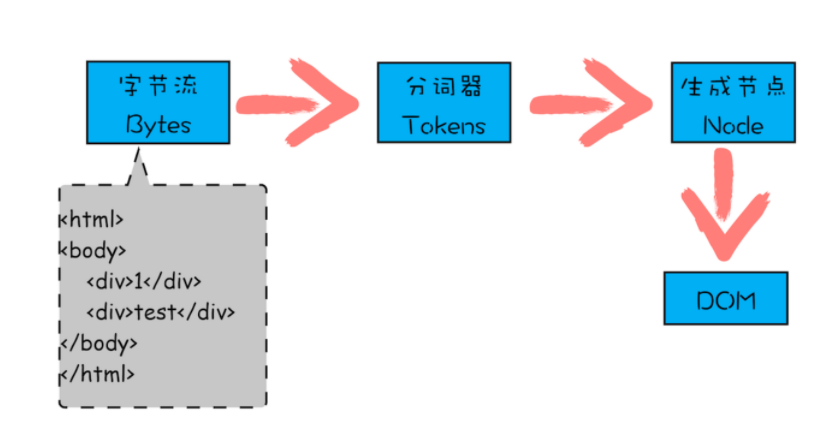 字节流
Bytes
分词器
Tokens
生成节点
Node
<html>
<body>
<div>1</div>
<div>test</div>
</body>
</html>
DOM